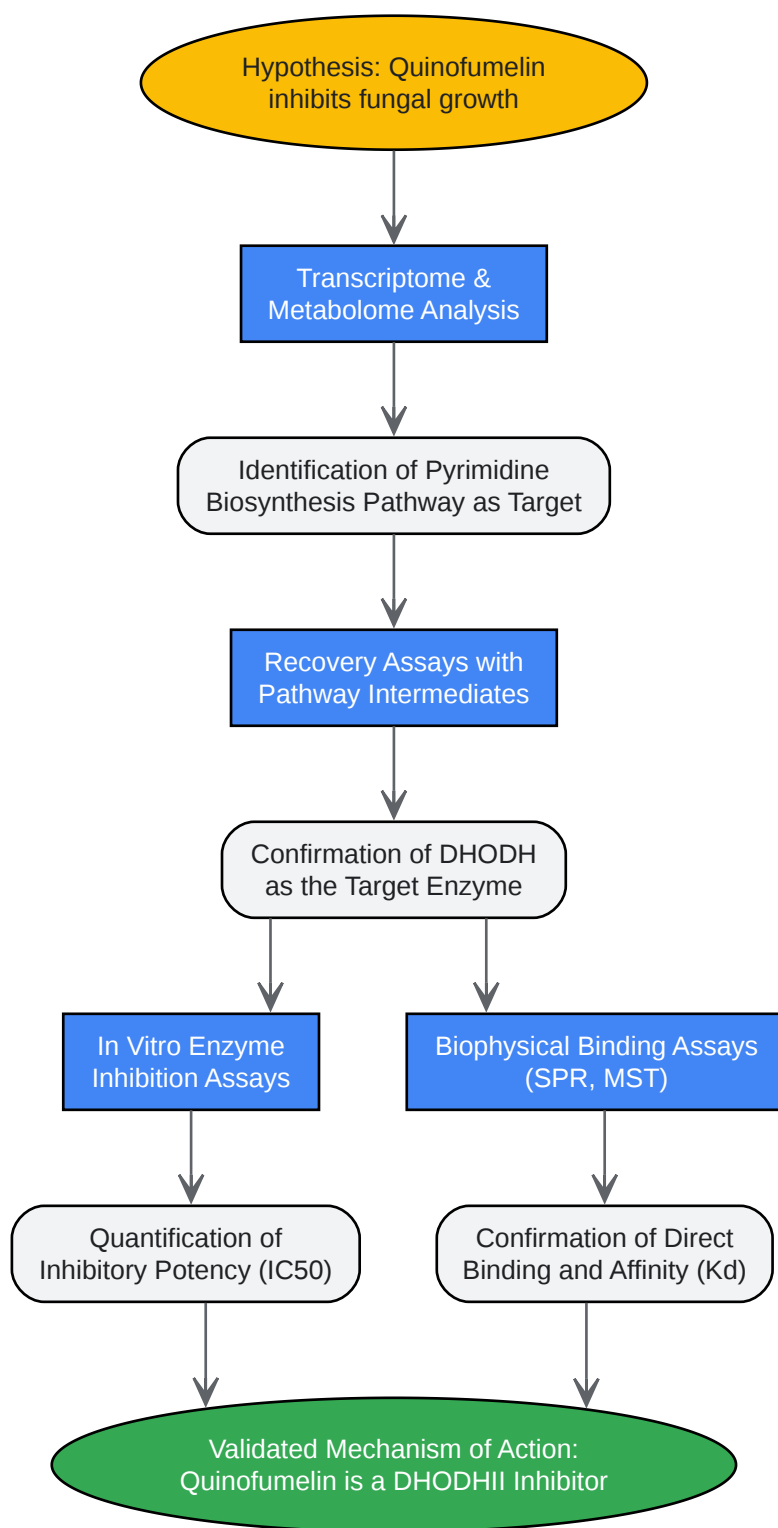 Hypothesis: Quinofumelin
inhibits fungal growth
Transcriptome &
Metabolome Analysis
Identification of Pyrimidine
Biosynthesis Pathway as Target
Recovery Assays with
Pathway Intermediates
Confirmation of DHODH
as the Target Enzyme
In Vitro Enzyme
Inhibition Assays
Biophysical Binding Assays
(SPR, MST)
Quantification of
Inhibitory Potency (IC50)
Confirmation of Direct
Binding and Affinity (Kd)
Validated Mechanism of Action:
Quinofumelin is a DHODHII Inhibitor